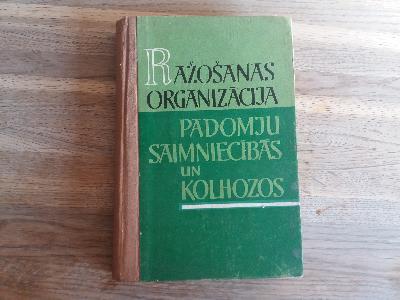 RAŽOŠANAS
ORGANIZĀCIJA
PADOMJU
SAIMNIECĪBĀS
UN
KOLHOZOS